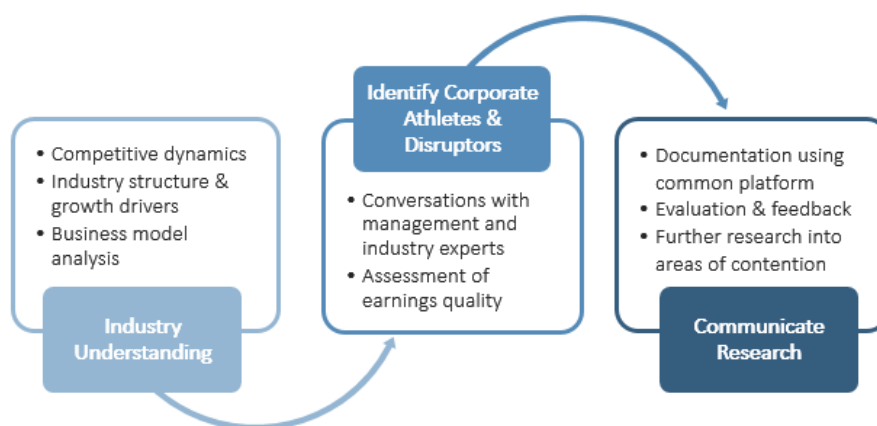 • Competitive dynamics
• Industry structure &
growth drivers
• Business model
analysis
Industry
Understanding
Identify Corporate
Athletes &
Disruptors
• Conversations with
management and
industry experts
• Assessment of
earnings quality
• Documentation using
common platform
• Evaluation & feedback
• Further research into
areas of contention
Communicate
Research